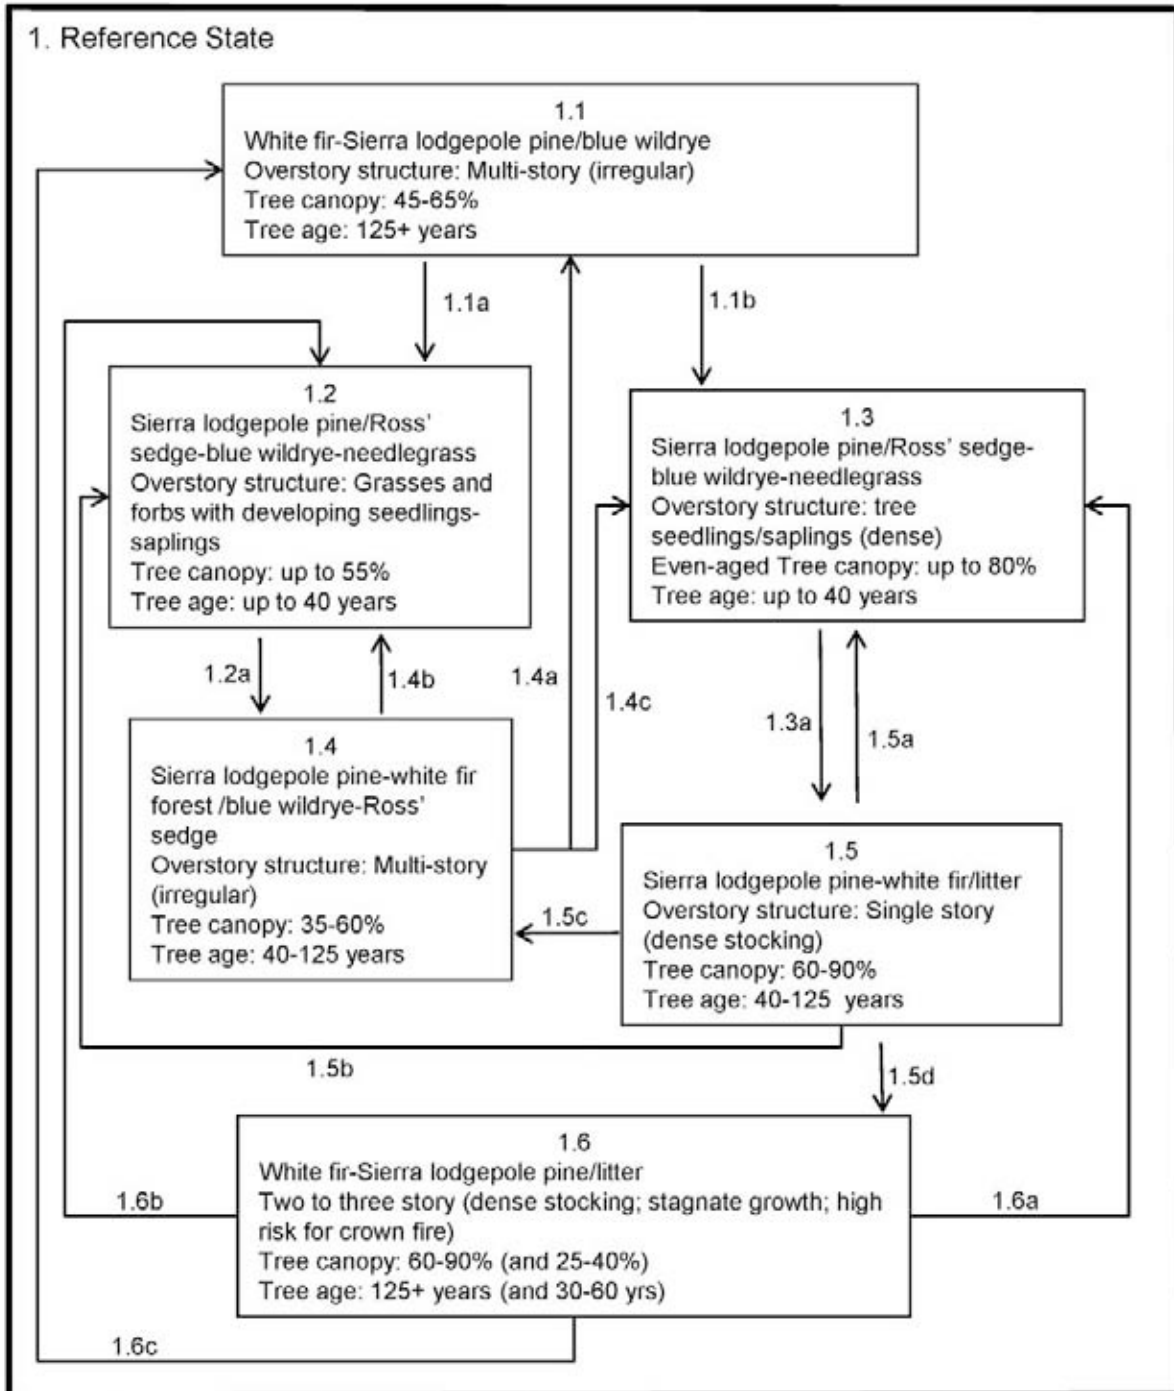 1. Reference State
1.1
White fir-Sierra lodgepole pine/blue wildrye
Overstory structure: Multi-story (irregular)
Tree canopy: 45-65%
Tree age: 125+ years
1.1a
1.1b
1.2
Sierra lodgepole pine/Ross'
sedge-blue wildrye-needlegrass
Overstory structure: Grasses and
forbs with developing seedlings-
saplings
Tree canopy: up to 55%
Tree age: up to 40 years
1.3
Sierra lodgepole pine/Ross' sedge-
blue wildrye-needlegrass
Overstory structure: tree
seedlings/saplings (dense)
Even-aged Tree canopy: up to 80%
Tree age: up to 40 years
1.2a
1.4b
1.4a
1.4c
1.3a
1.5a
1.4
Sierra lodgepole pine-white fir
forest /blue wildrye-Ross'
sedge
Overstory structure: Multi-story
(irregular)
Tree canopy: 35-60%
Tree age: 40-125 years
1.5c
1.5
Sierra lodgepole pine-white fir/litter
Overstory structure: Single story
(dense stocking)
Tree canopy: 60-90%
Tree age: 40-125 years
1.5b
1.5d
1.6
White fir-Sierra lodgepole pine/litter
Two to three story (dense stocking; stagnate growth; high
risk for crown fire)
Tree canopy: 60-90% (and 25-40%)
Tree age: 125+ years (and 30-60 yrs)
1.6b
1.6a
1.6c